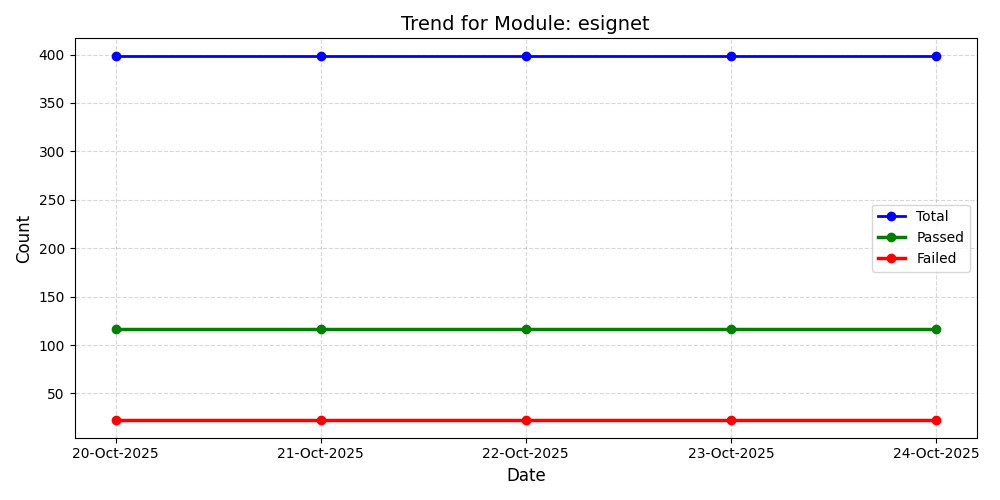 Trend for Module: esignet
400
350
300
250
200
150
100
50
Count
Total
Passed
Failed
20-Oct-2025 21-Oct-2025 22-Oct-2025 23-Oct-2025 24-Oct-2025
Date